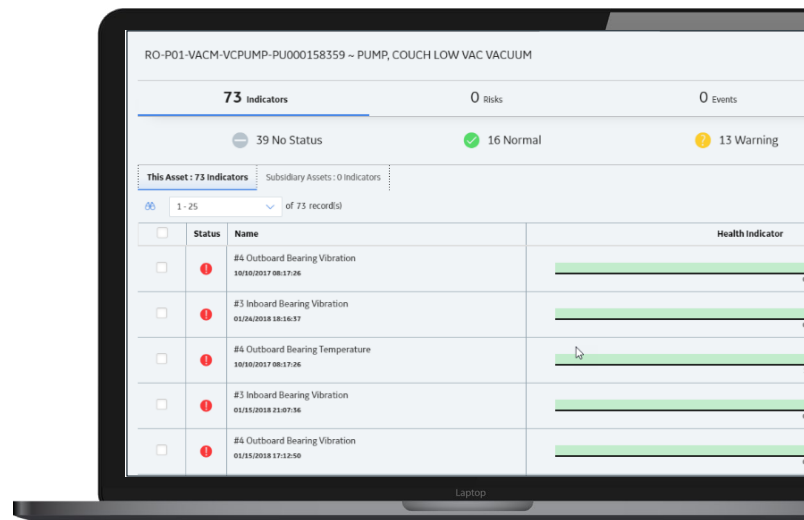 RO-P01-VACM-VCPUMP-PU000158359 ~ PUMP, COUCH LOW VAC VACUUM
73 Indicators
0 Risks
0 Events
39 No Status
16 Normal
13 Warning
This Asset : 73 Indicators
Subsidiary Assets : 0 Indicators
1 - 25
of 73 record(s)
Status
Name
Health Indicator
#4 Outboard Bearing Vibration
10/10/2017 08:17:26
#3 Inboard Bearing Vibration
01/24/2018 18:16:37
#4 Outboard Bearing Temperature
10/10/2017 08:17:26
#3 Inboard Bearing Vibration
01/15/2018 21:07:36
#4 Outboard Bearing Vibration
01/15/2018 17:12:50
Laptop